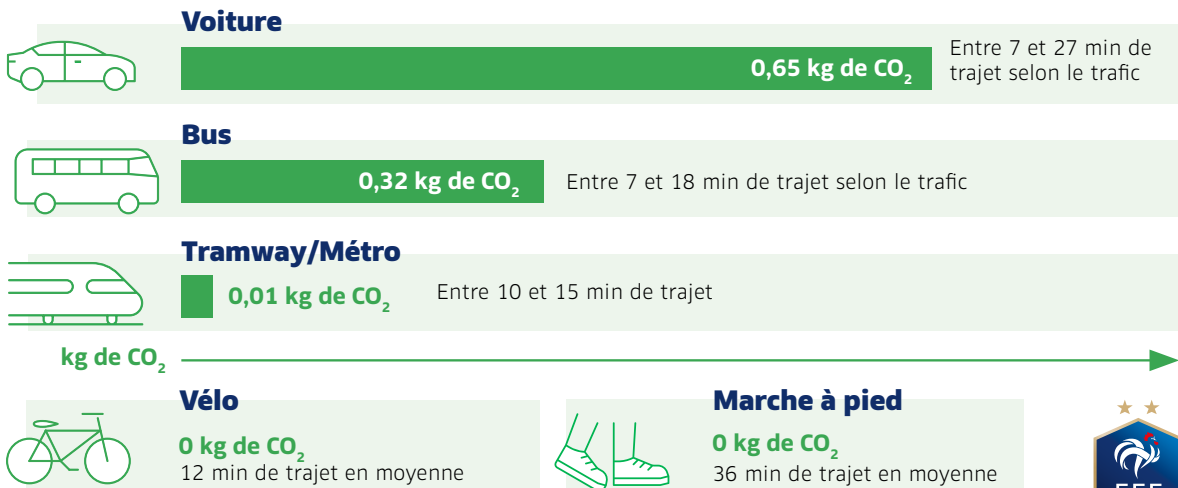 Voiture
0,65 kg de CO₂
Entre 7 et 27 min de
trajet selon le trafic
Bus
0,32 kg de CO₂
Entre 7 et 18 min de trajet selon le trafic
Tramway/Métro
0,01 kg de CO₂
Entre 10 et 15 min de trajet
kg de CO₂
Vélo
0 kg de CO₂
12 min de trajet en moyenne
Marche à pied
0 kg de CO₂
36 min de trajet en moyenne
FFF